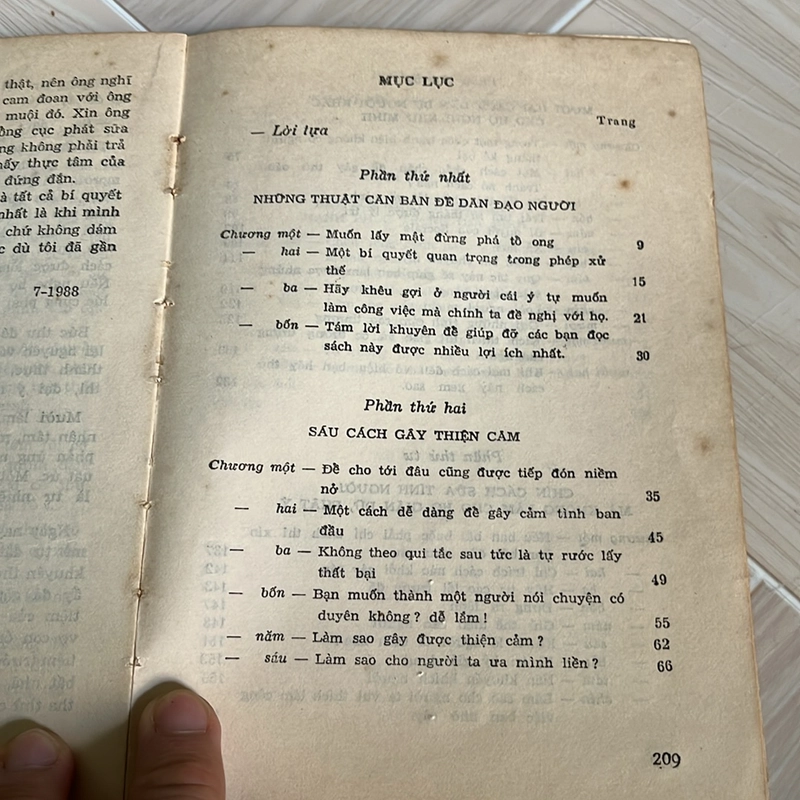 thật, nên ông nghĩ
cam đoan với ông
muội đó. Xin ông
cục phát sữa
không phải trả
thực tâm của
đứng đắn.
tất cả bí quyết
nhất là khi mình
chứ không dám
dù tôi đã gần
7-1988
MỤC LỤC
Trang
— Lời tựa
Phần thứ nhất
NHỮNG THUẬT CĂN BẢN ĐỂ DẪN ĐẠO NGƯỜI
Chương một — Muốn lấy mật đừng phá tổ ong 9
— hai — Một bí quyết quan trọng trong phép xử
thế 15
— ba — Hãy khêu gợi ở người cái ý tự muốn
làm công việc mà chính ta đề nghị với họ. 21
— bốn — Tám lời khuyên để giúp đỡ các bạn đọc
sách này được nhiều lợi ích nhất. 30
Phần thứ hai
SÁU CÁCH GÂY THIỆN CẢM
Chương một — Để cho tới đâu cũng được tiếp đón niềm
nở 35
— hai — Một cách dễ dàng để gây cảm tình ban
đầu 45
— ba — Không theo qui tắc sau tức là tự rước lấy
thất bại 49
— bốn — Bạn muốn thành một người nói chuyện có
duyên không? dễ lắm! 55
— năm — Làm sao gây được thiện cảm? 62
— sáu — Làm sao cho người ta ưa mình liền? 66
209